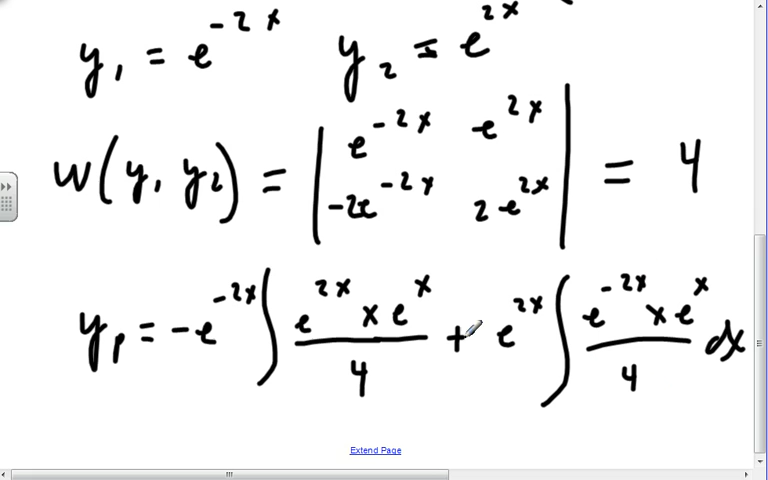 y₁ = e^{-2x} y₂ = e^{2x}
W(y₁ y₂) = | e^{-2x} e^{2x} | = 4
| -2e^{-2x} 2e^{2x} |
y_p = -e^{-2x} ∫ (e^{2x} x e^x)/4 + e^{2x} ∫ (e^{-2x} x e^x)/4 dx
Extend Page